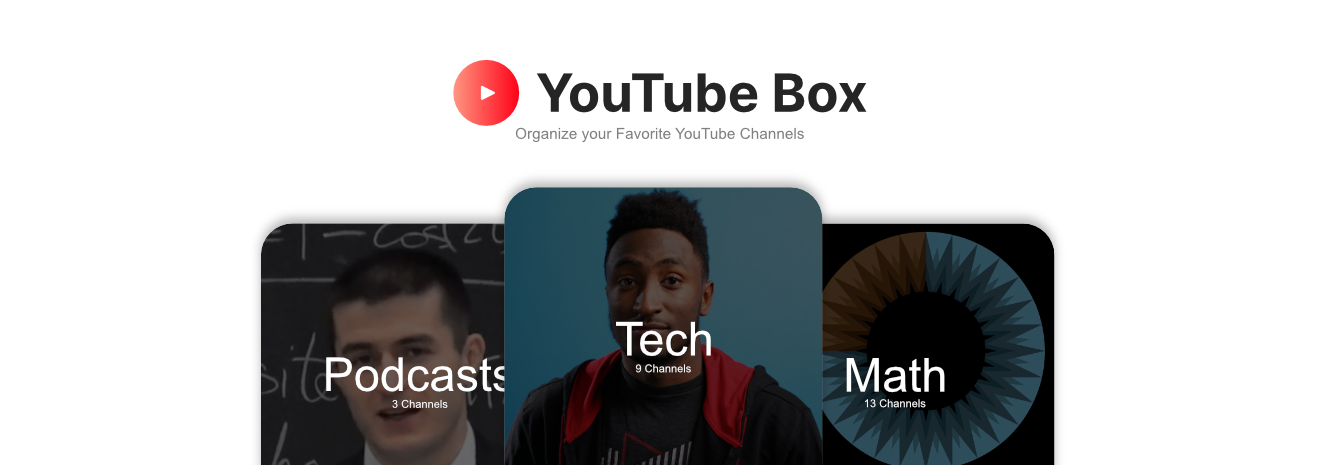 YouTube Box
Organize your Favorite YouTube Channels
Podcasts
3 Channels
Tech
9 Channels
Math
13 Channels